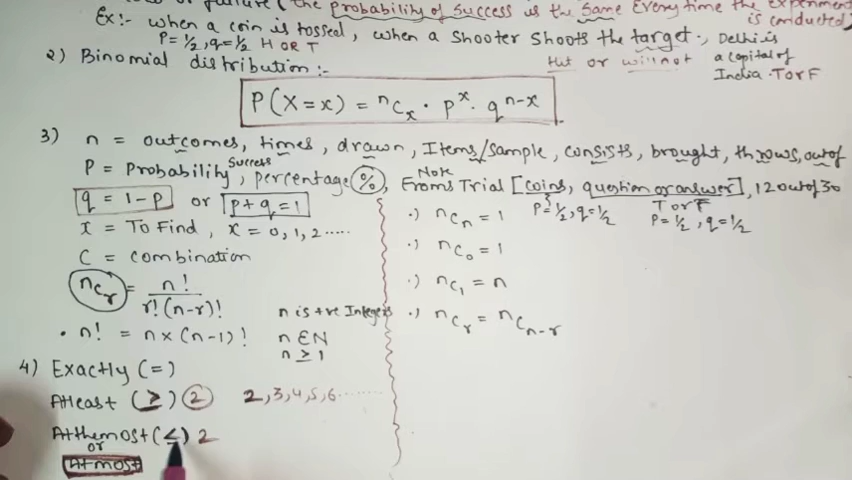 or failure (the probability of success is the same everytime the experiment is conducted)
Ex:- when a coin is tossed, when a shooter shoots the target., Delhi is a capital of India. T or F
P = 1/2, q = 1/2 H OR T
Hit or will not
2) Binomial distribution :-
P(X = x) = ⁿCₓ · pˣ · qⁿ⁻ˣ
3) n = outcomes, times, drawn, Items/sample, consists, brought, throws, out of
P = Probability, Success, percentage (%), From Trial [coins, question or answer], 12 out of 30
Note
q = 1 - p or p + q = 1
P = 1/2, q = 1/2
T or F
P = 1/2, q = 1/2
x = To Find, x = 0, 1, 2 .....
C = combination
ⁿCᵣ = n! / r!(n-r)!
n! = n × (n-1)!
n is +ve Integers
n ∈ N
n ≥ 1
·) ⁿCₙ = 1
·) ⁿC₀ = 1
·) ⁿC₁ = n
·) ⁿCᵣ = ⁿCₙ₋ᵣ
4) Exactly (=)
Atleast (≥) 2 2, 3, 4, 5, 6 .......
Atthemost (≤) 2
or
Atmost